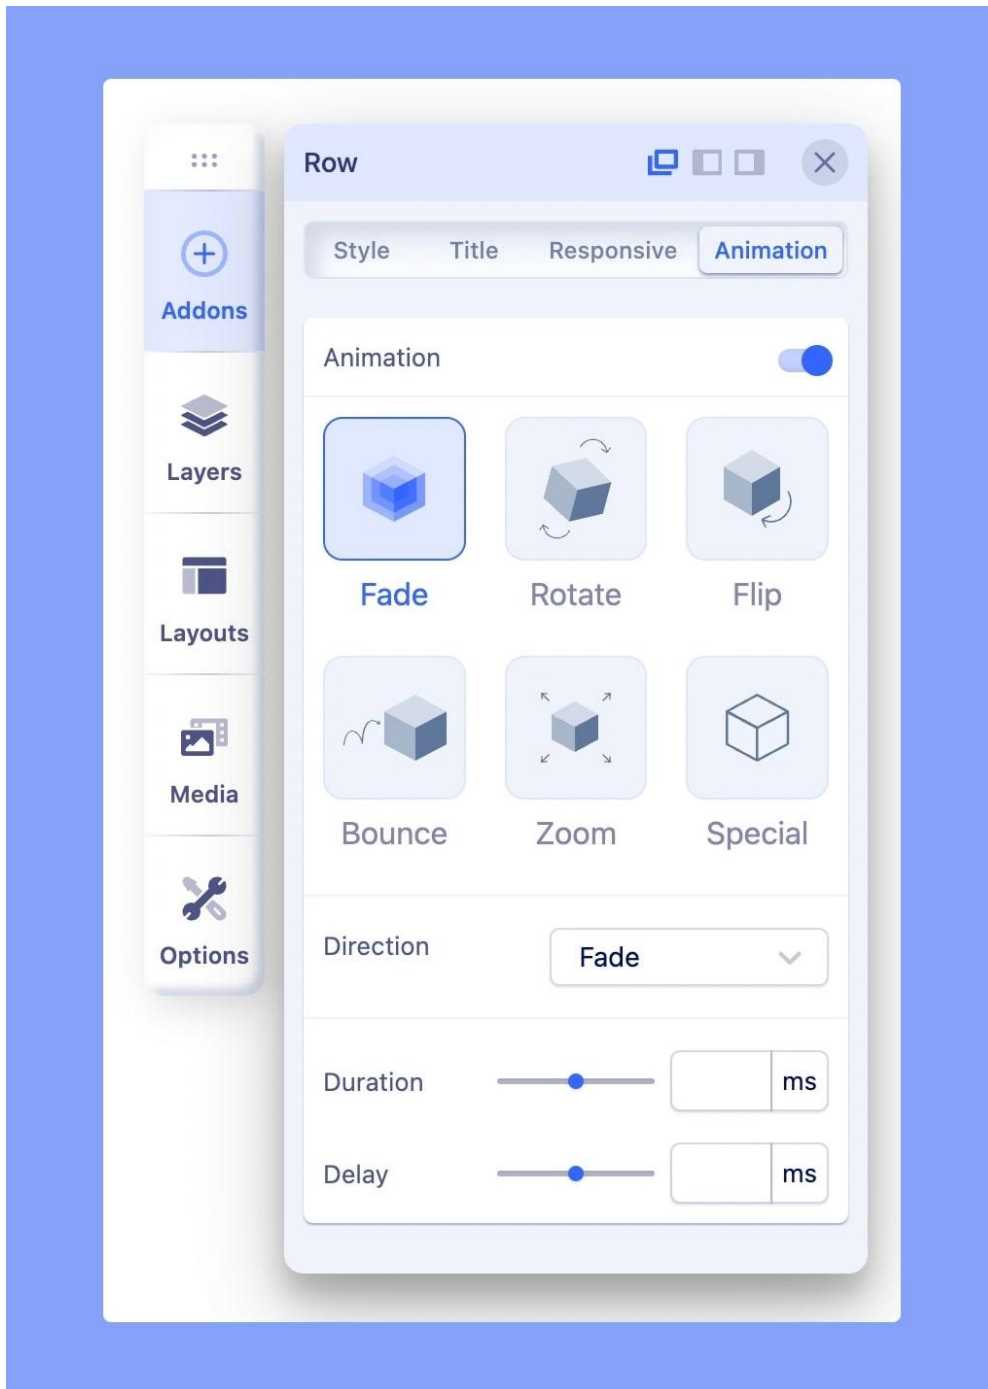 Addons
Layers
Layouts
Media
Options
Row
Style Title Responsive Animation
Animation
Fade Rotate Flip
Bounce Zoom Special
Direction Fade
Duration ms
Delay ms